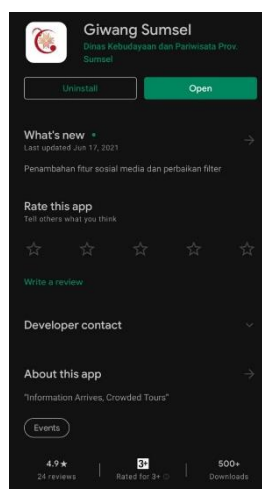 Giwang Sumsel
Dinas Kebudayaan dan Pariwisata Prov.
Sumsel
Uninstall
Open
What's new
Last updated Jun 17, 2021
Penambahan fitur sosial media dan perbaikan filter
Rate this app
Tell others what you think
Write a review
Developer contact
About this app
"Information Arrives, Crowded Tours"
Events
4.9★
24 reviews
3+
Rated for 3+
500+
Downloads